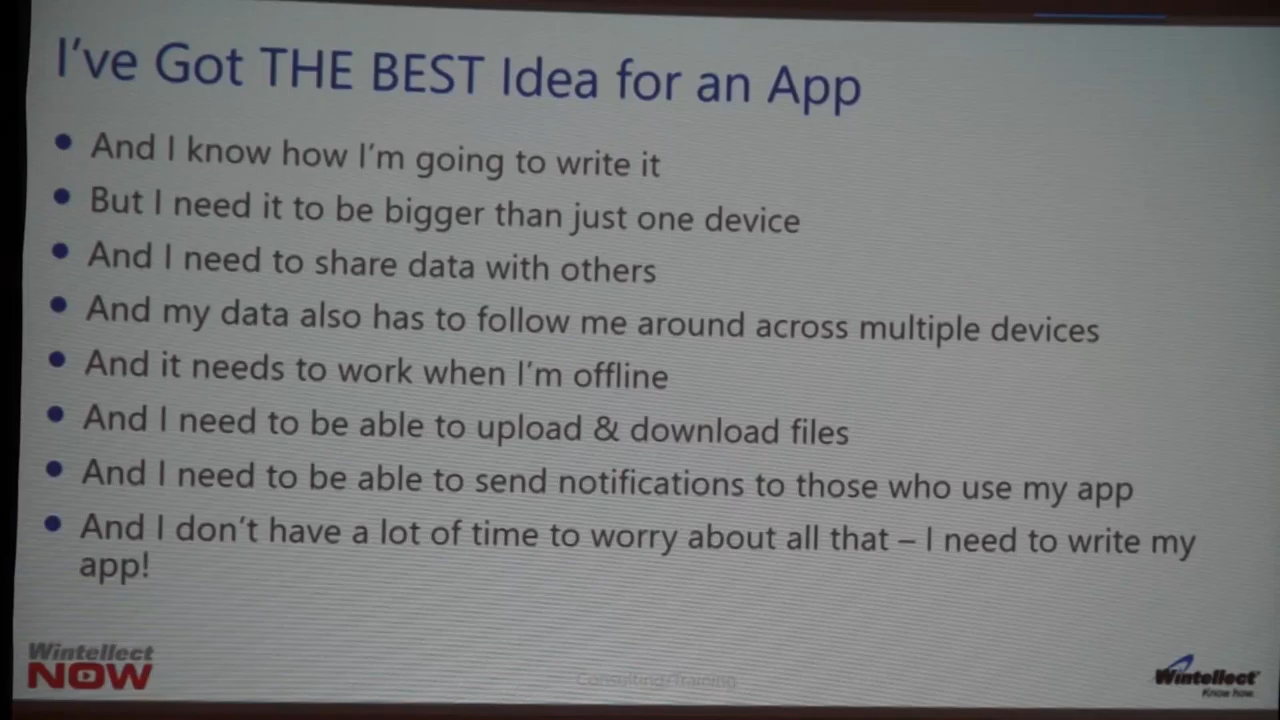 I've Got THE BEST Idea for an App
• And I know how I'm going to write it
• But I need it to be bigger than just one device
• And I need to share data with others
• And my data also has to follow me around across multiple devices
• And it needs to work when I'm offline
• And I need to be able to upload & download files
• And I need to be able to send notifications to those who use my app
• And I don't have a lot of time to worry about all that – I need to write my
app!
Wintellect
NOW
Consulting/Training
Wintellect
Know how.